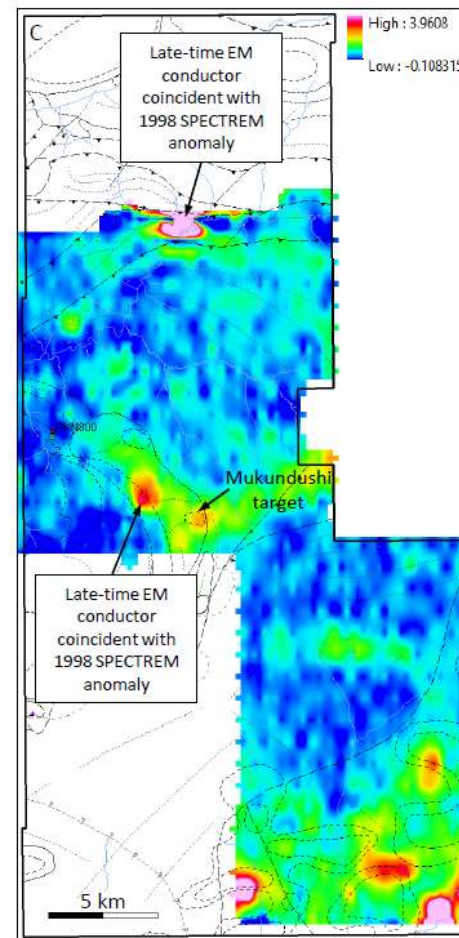 C
High : 3.9608
Low : -0.108315
Late-time EM
conductor
coincident with
1998 SPECTREM
anomaly
Mukundushi
target
Late-time EM
conductor
coincident with
1998 SPECTREM
anomaly
5 km